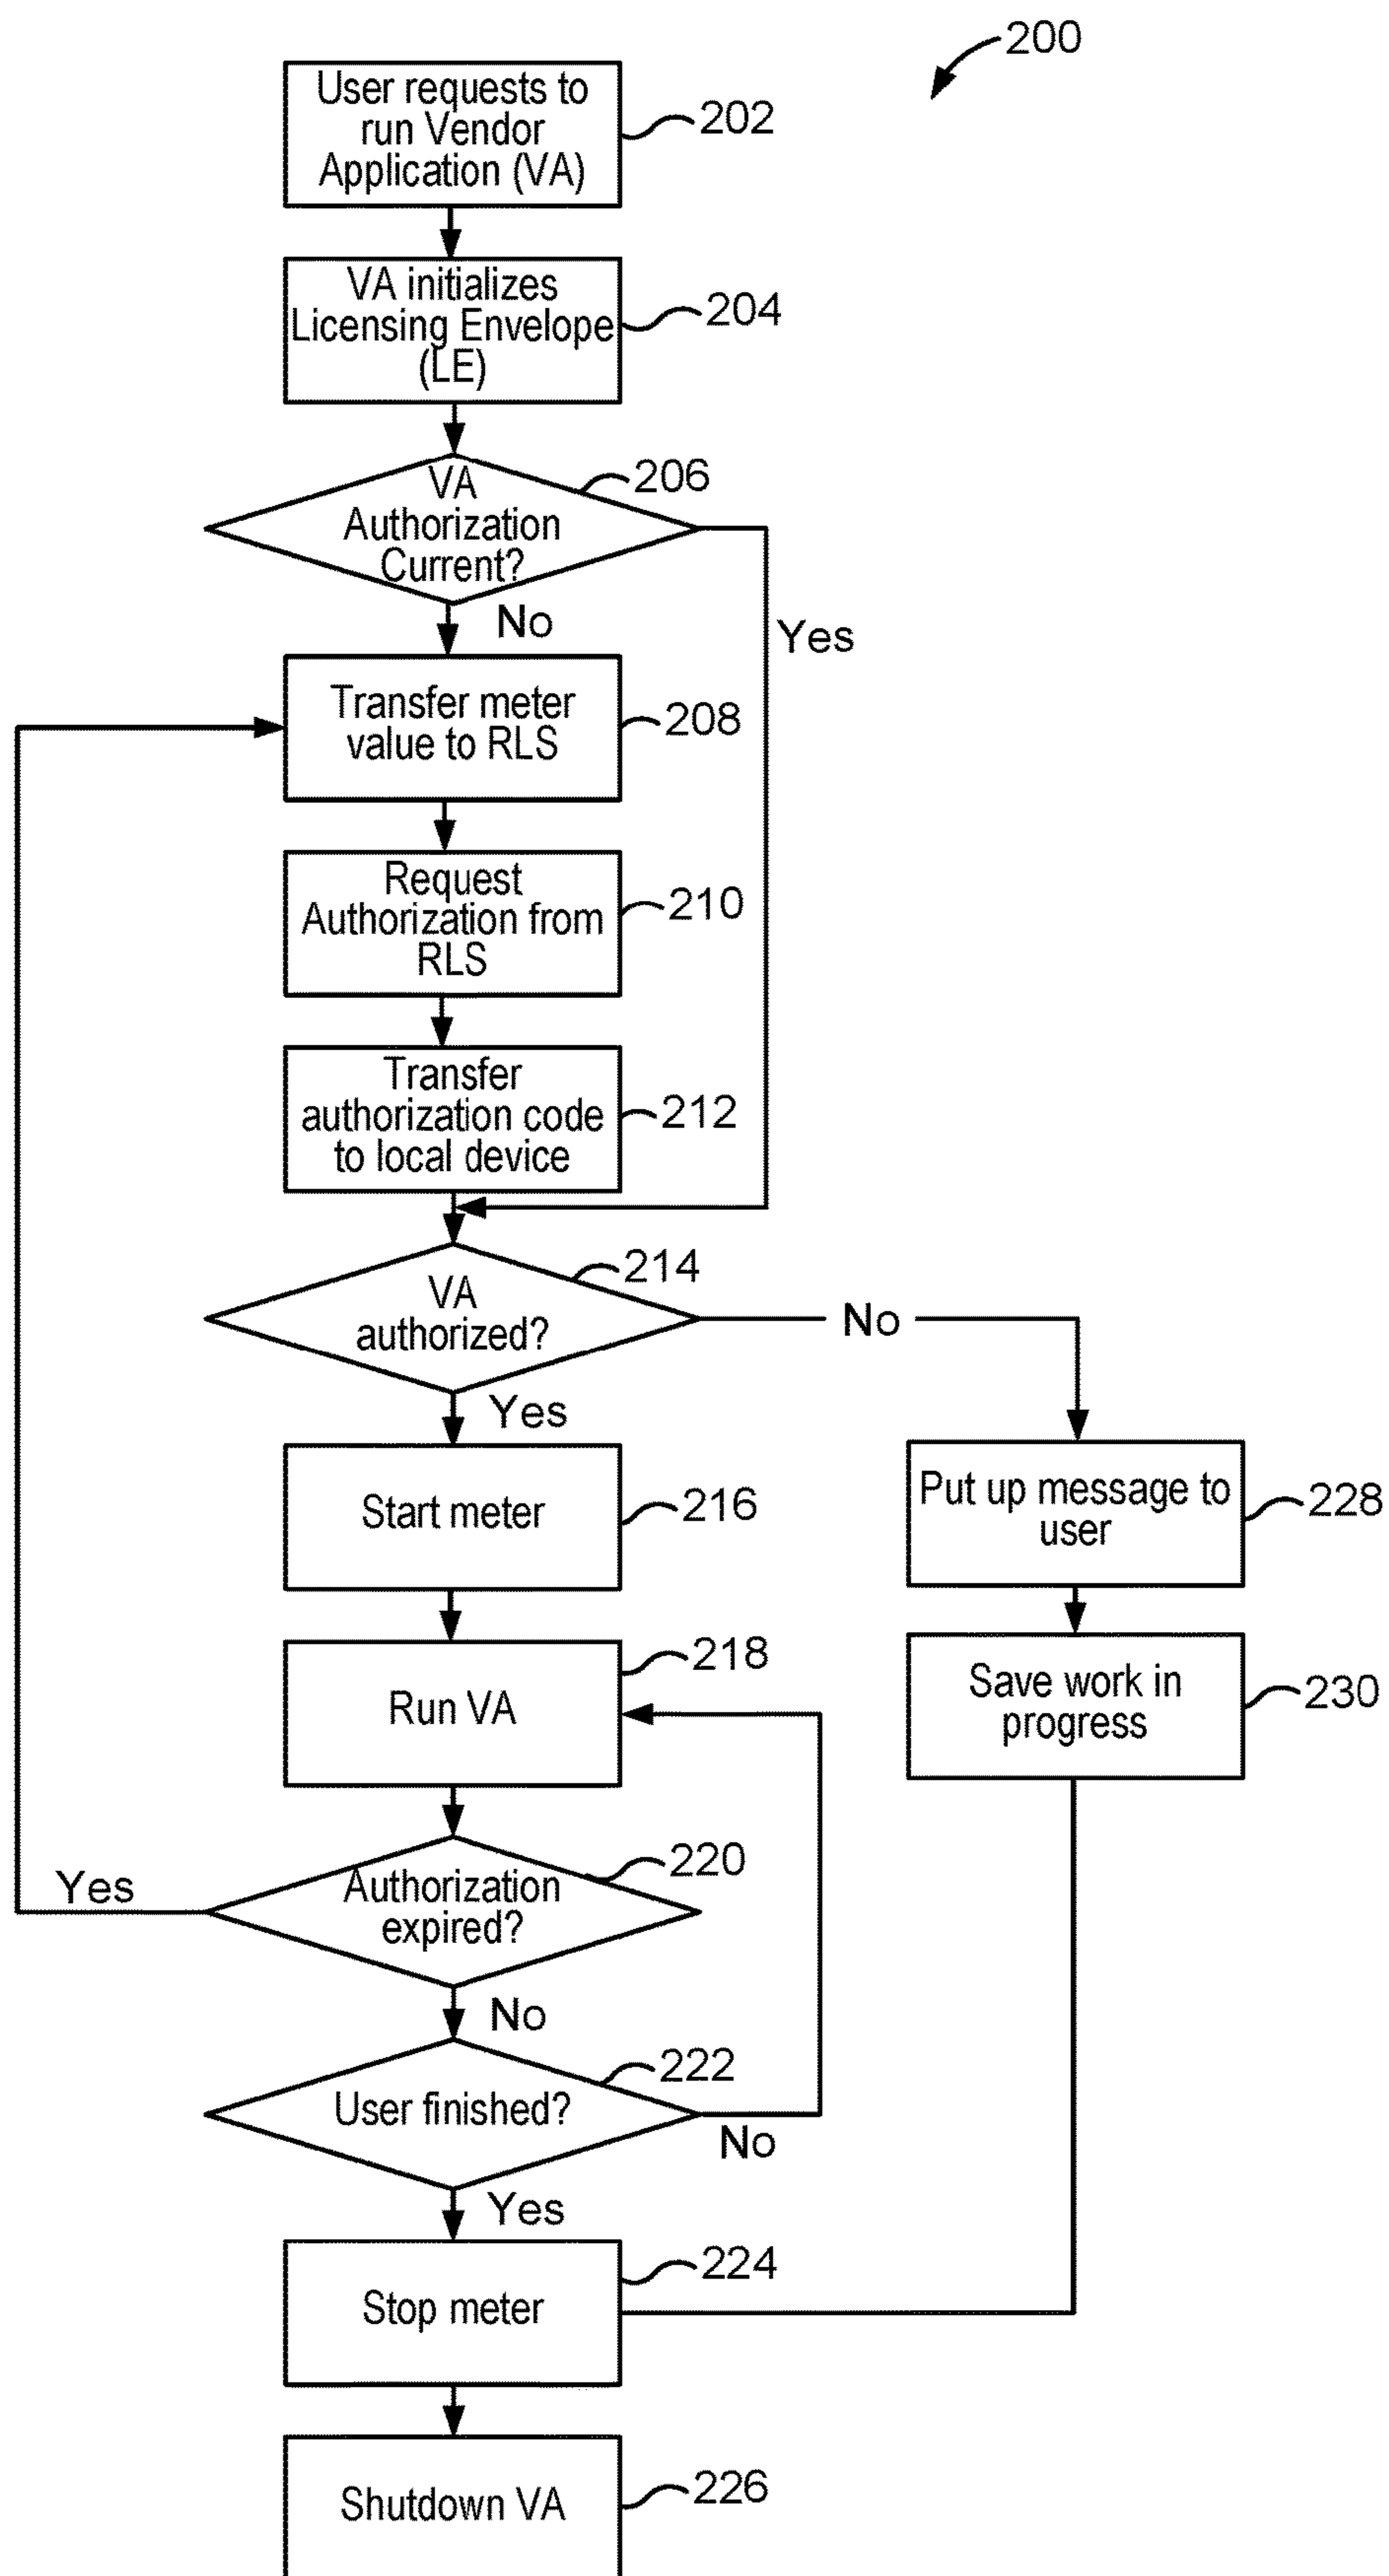 200
User requests to
run Vendor
Application (VA)
202
VA initializes
Licensing Envelope
(LE)
204
VA
Authorization
Current?
206
No
Yes
Transfer meter
value to RLS
208
Request
Authorization from
RLS
210
Transfer
authorization code
to local device
212
VA
authorized?
214
No
Yes
Start meter
216
Put up message to
user
228
Run VA
218
Save work in
progress
230
Authorization
expired?
220
Yes
No
User finished?
222
No
Yes
Stop meter
224
Shutdown VA
226